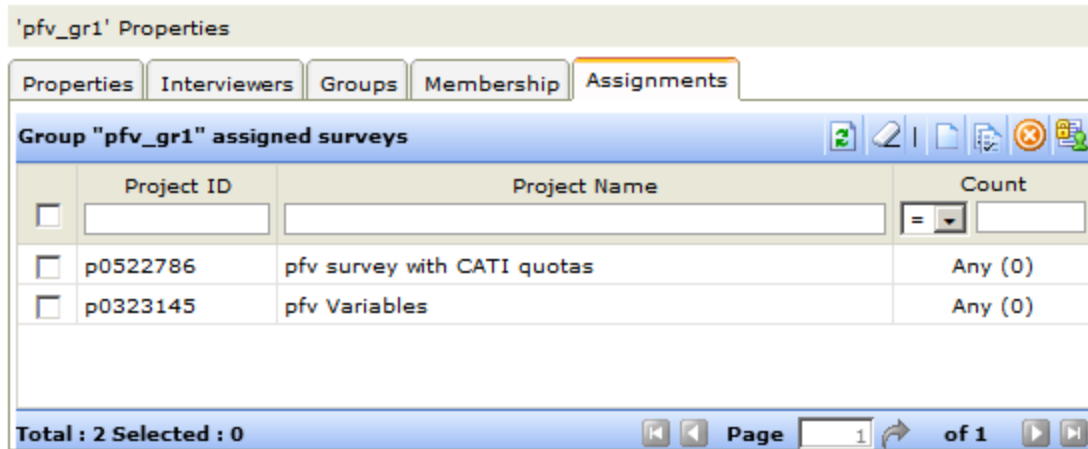 'pfv_gr1' Properties
Properties Interviewers Groups Membership Assignments
Group "pfv_gr1" assigned surveys
Project ID Project Name Count
=
p0522786 pfv survey with CATI quotas Any (0)
p0323145 pfv Variables Any (0)
Total : 2 Selected : 0 Page 1 of 1